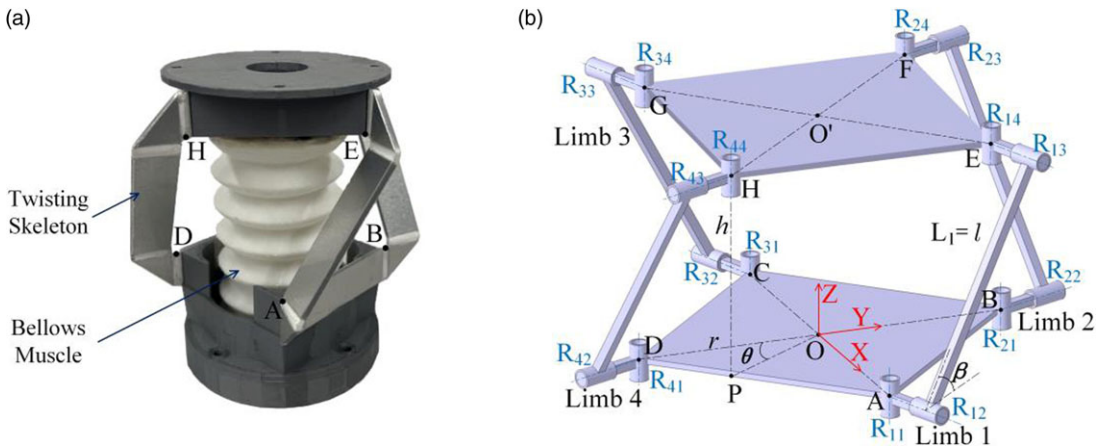 (a)
H
E
Twisting
Skeleton
D
B
A
Bellows
Muscle
(b)
R24
R34
F
R23
R33
G
O'
R14
Limb 3
R44
E
R13
R43
H
h
L1= l
R31
R32
C
Z
R22
B
Y
Limb 2
R42
D
r
O
R21
θ
X
R41
P
β
Limb 4
A
R12
R11
Limb 1